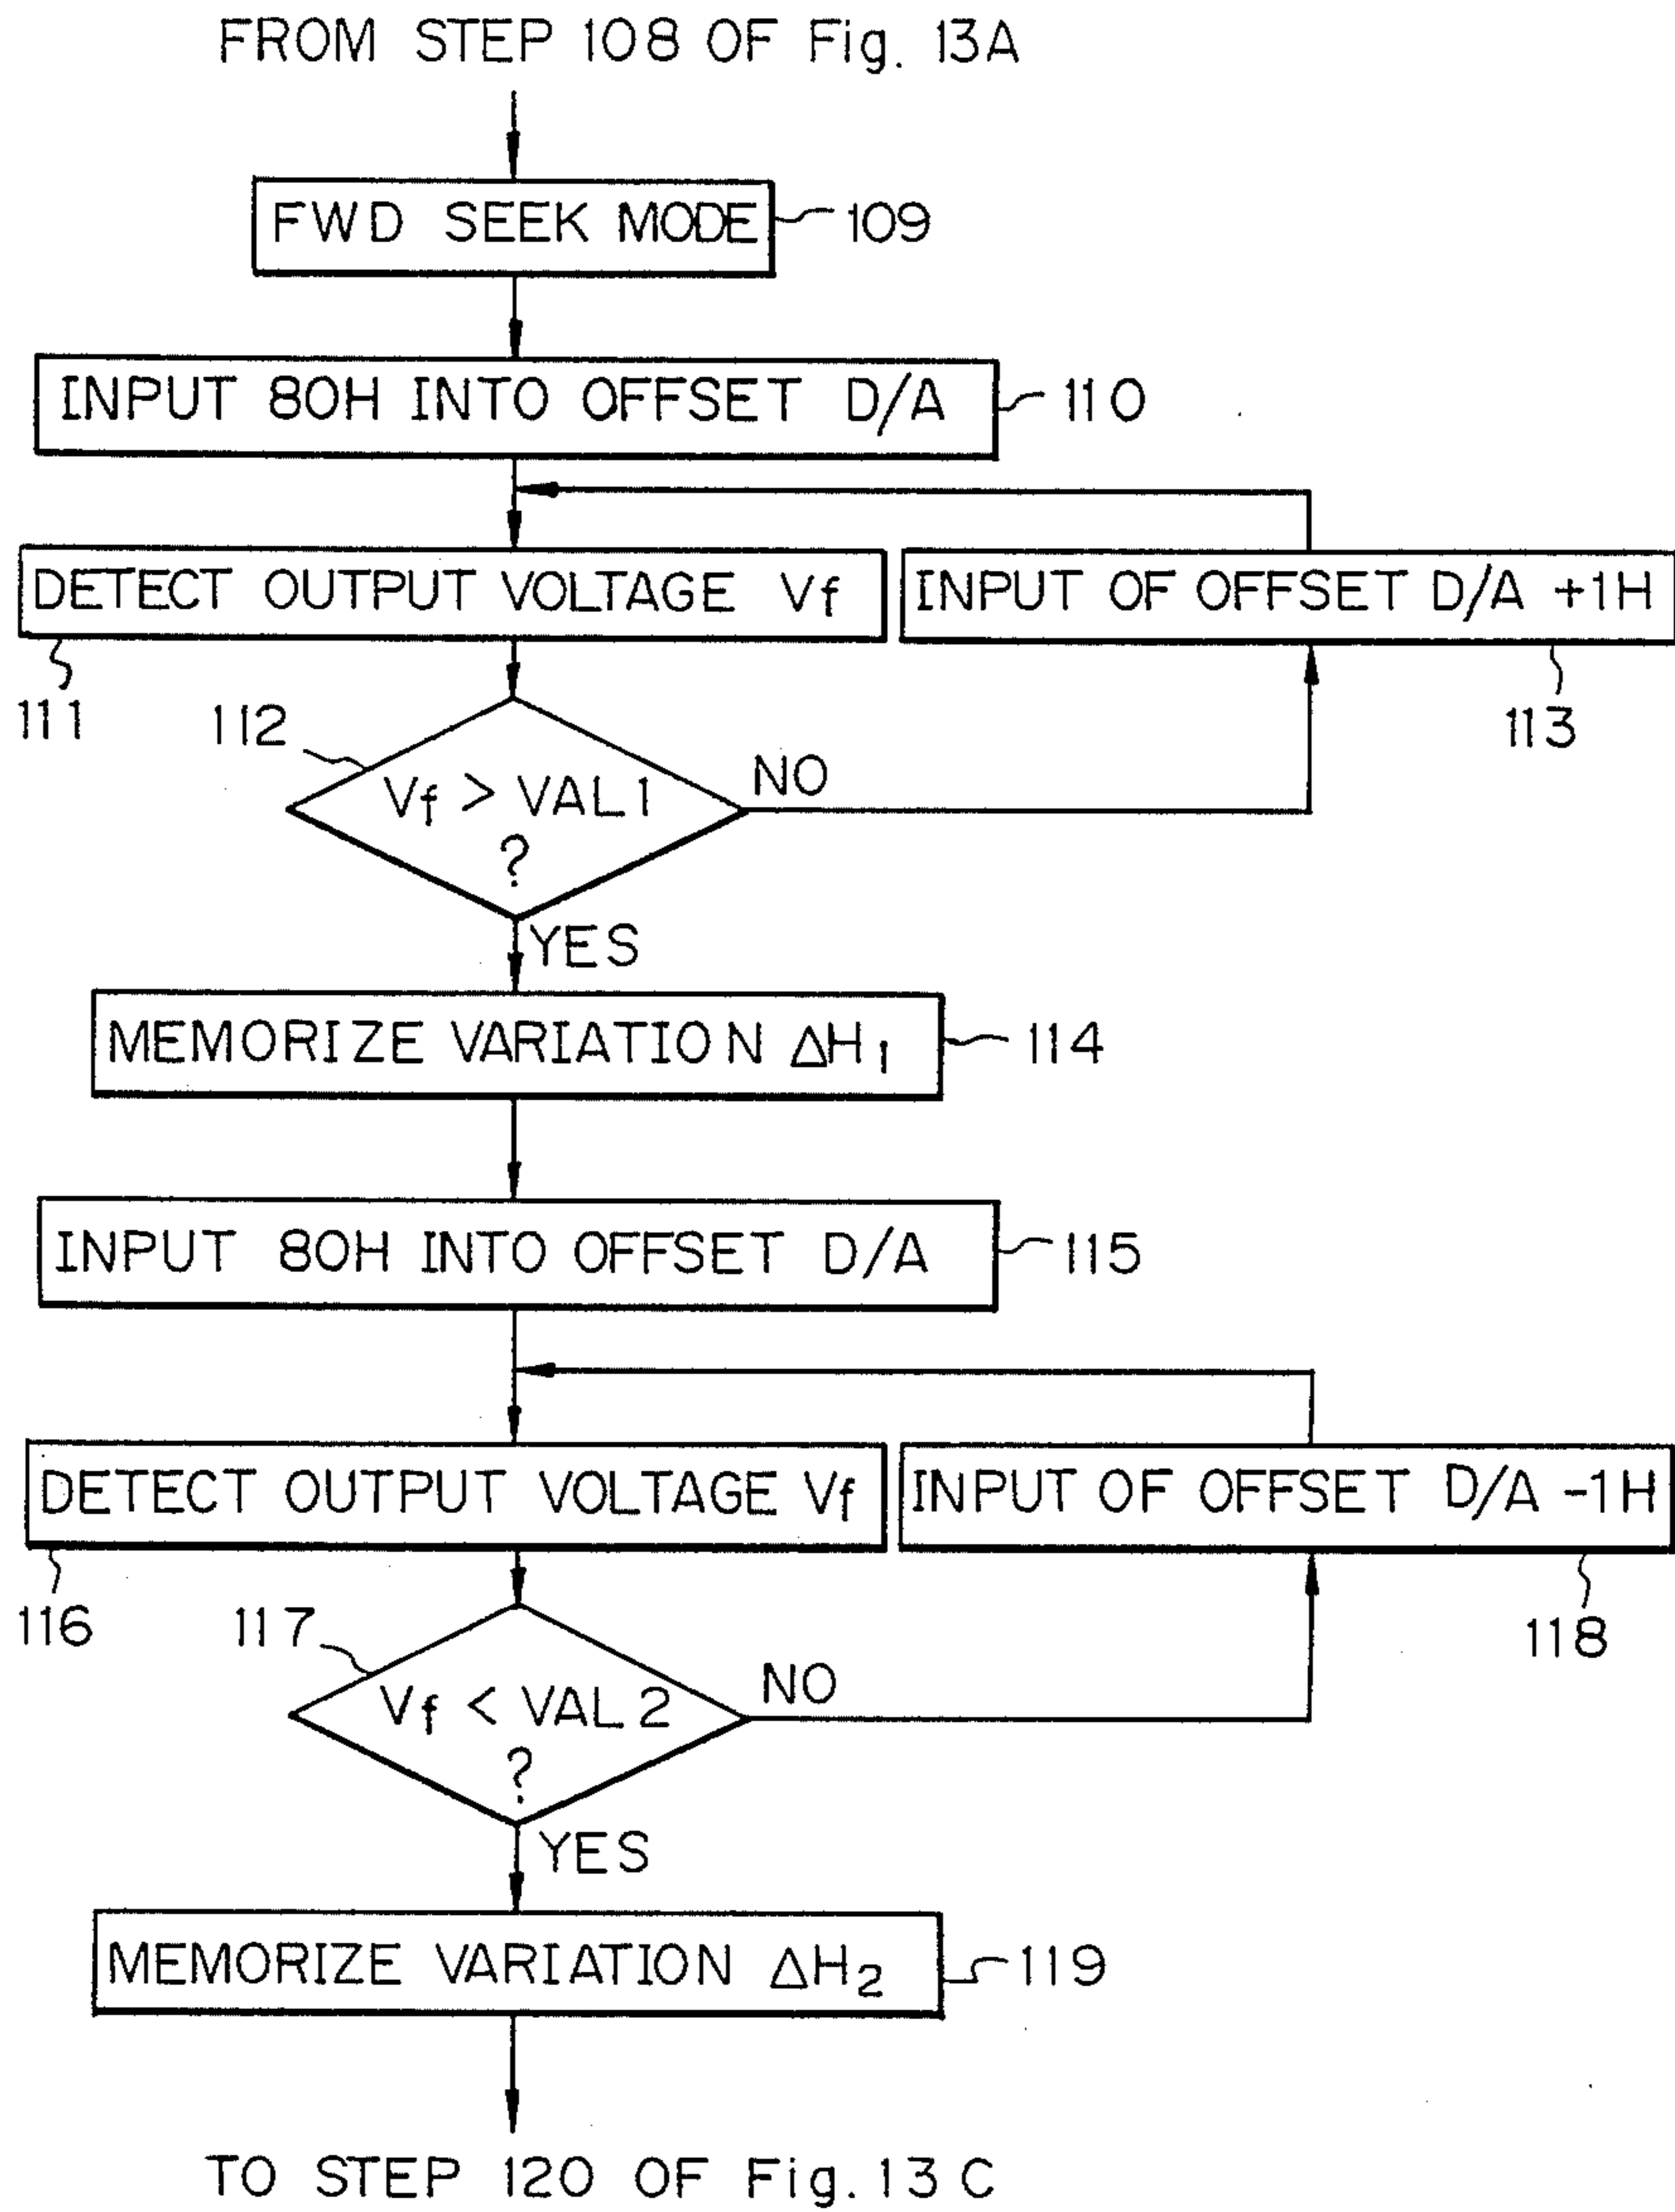 FROM STEP 108 OF Fig. 13A
FWD SEEK MODE
109
INPUT 80H INTO OFFSET D/A
110
DETECT OUTPUT VOLTAGE Vf
INPUT OF OFFSET D/A +1H
111
113
112
Vf > VAL1
?
NO
YES
MEMORIZE VARIATION ΔH1
114
INPUT 80H INTO OFFSET D/A
115
DETECT OUTPUT VOLTAGE Vf
INPUT OF OFFSET D/A -1H
116
118
117
Vf < VAL2
?
NO
YES
MEMORIZE VARIATION ΔH2
119
TO STEP 120 OF Fig. 13C